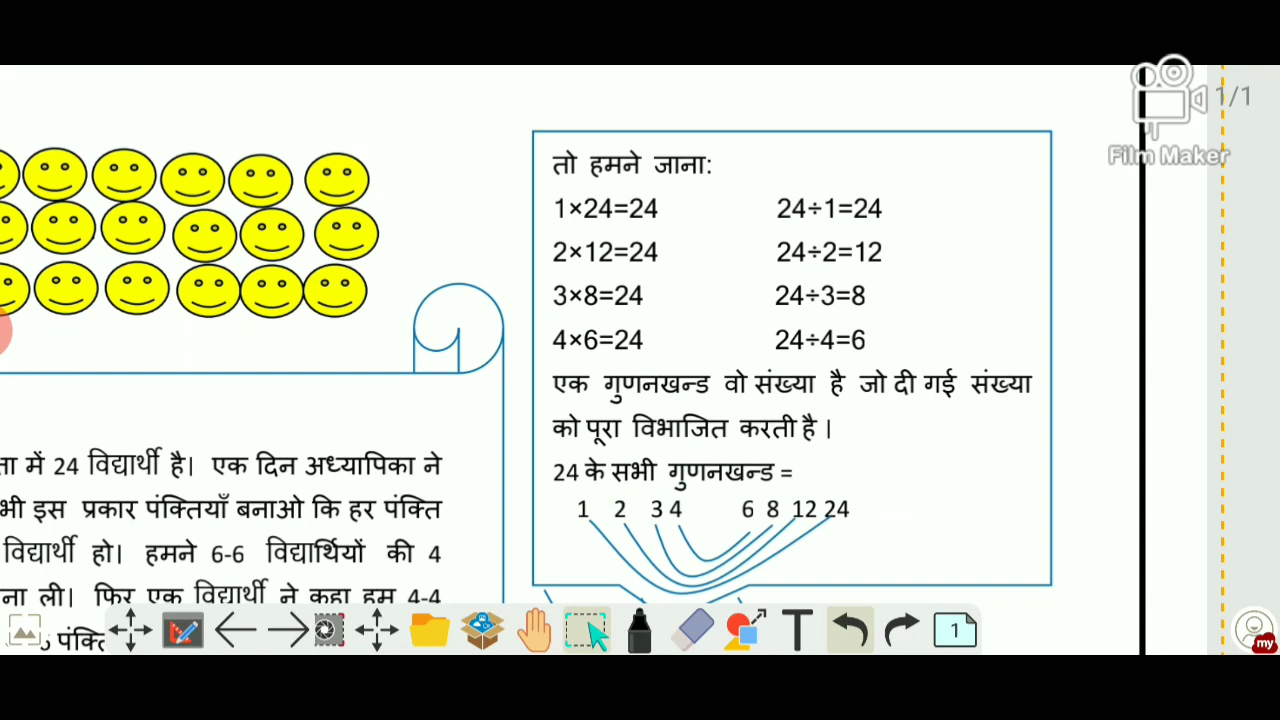 तो हमने जाना:
1×24=24 24÷1=24
2×12=24 24÷2=12
3×8=24 24÷3=8
4×6=24 24÷4=6
एक गुणनखन्ड वो संख्या है जो दी गई संख्या
को पूरा विभाजित करती है।
24 के सभी गुणनखन्ड =
1 2 3 4 6 8 12 24
में 24 विद्यार्थी है। एक दिन अध्यापिका ने
भी इस प्रकार पंक्तियाँ बनाओ कि हर पंक्ति
विद्यार्थी हो। हमने 6-6 विद्यार्थियों की 4
ली। फिर एक विद्यार्थी ने कहा हम 4-4
1/1
Film Maker
1
my